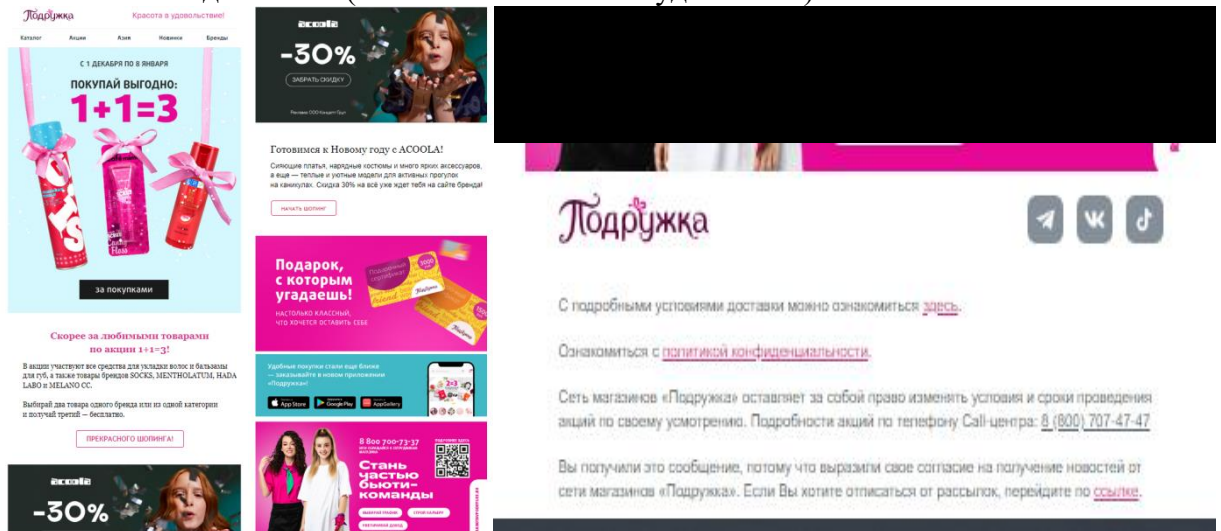 Подружка
Красота в удовольствие!
Каталог Акции Азия Новинки Бренды
С 1 ДЕКАБРЯ ПО 8 ЯНВАРЯ
ПОКУПАЙ ВЫГОДНО:
1+1=3
за покупками
Скорее за любимыми товарами
по акции 1+1=3!
В акции участвуют все средства для укладки волос и бальзамы
для губ, а также товары брендов SOCKS, MENTHOLATUM, HADA
LABO и MELANO CC.
Выбирай два товара одного бренда или из одной категории
и получай третий — бесплатно.
ПРЕКРАСНОГО ШОПИНГА!
acoola
-30%
acoola
-30%
ЗАБРАТЬ СКИДКУ
Реклама ООО Концепт Груп
Готовимся к Новому году с ACOOLA!
Сияющие платья, нарядные костюмы и много ярких аксессуаров,
а еще — теплые и уютные модели для активных прогулок
на каникулах. Скидка 30% на всё уже ждет тебя на сайте бренда!
НАЧАТЬ ШОПИНГ
Подарок,
с которым
угадаешь!
НАСТОЛЬКО КЛАССНЫЙ,
ЧТО ХОЧЕТСЯ ОСТАВИТЬ СЕБЕ
Удобные покупки стали еще ближе
— заказывайте в новом приложении
«Подружка»!
App Store Google Play AppGallery
8 800 700-73-37
Стань
частью
бьюти-
команды
Подружка
С подробными условиями доставки можно ознакомиться здесь.
Ознакомиться с политикой конфиденциальности.
Сеть магазинов «Подружка» оставляет за собой право изменять условия и сроки проведения
акций по своему усмотрению. Подробности акций по телефону Call-центра: 8 (800) 707-47-47
Вы получили это сообщение, потому что выразили свое согласие на получение новостей от
сети магазинов «Подружка». Если Вы хотите отписаться от рассылок, перейдите по ссылке.